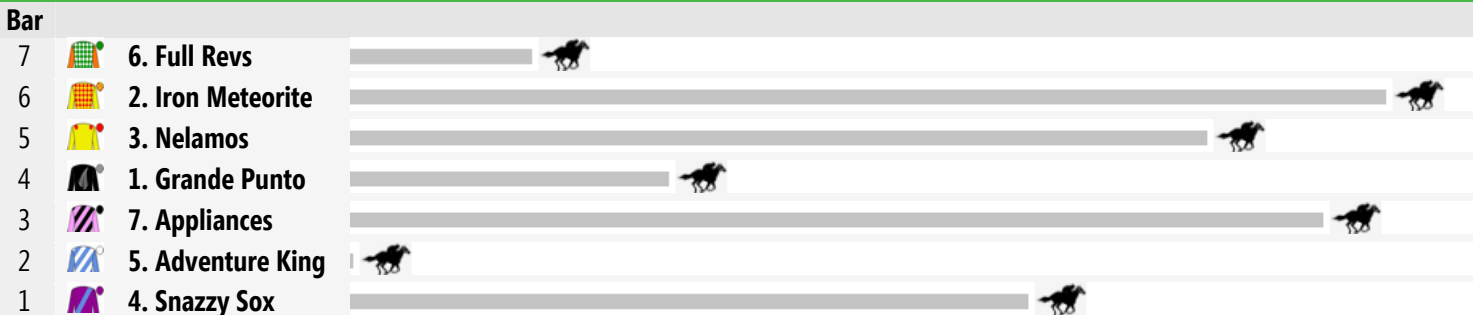 Bar
7 6. Full Revs
6 2. Iron Meteorite
5 3. Nelamos
4 1. Grande Punto
3 7. Appliances
2 5. Adventure King
1 4. Snazzy Sox